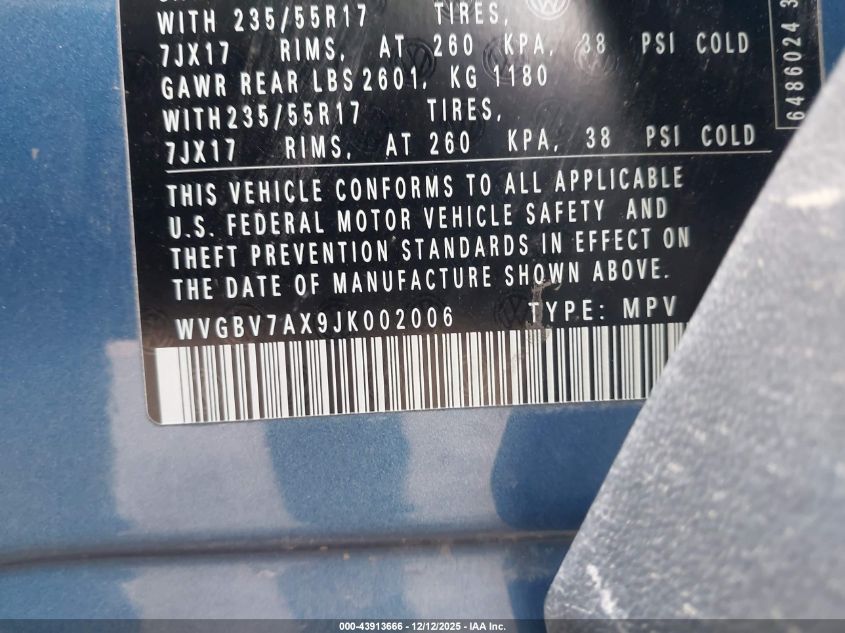 WITH 235/55R17 TIRES,
7JX17 RIMS, AT 260 KPA, 38 PSI COLD
GAWR REAR LBS 2601, KG 1180
WITH235/55R17 TIRES,
7JX17 RIMS, AT 260 KPA, 38 PSI COLD
THIS VEHICLE CONFORMS TO ALL APPLICABLE
U.S. FEDERAL MOTOR VEHICLE SAFETY AND
THEFT PREVENTION STANDARDS IN EFFECT ON
THE DATE OF MANUFACTURE SHOWN ABOVE.
WVGBV7AX9JK002006 TYPE: MPV
6486024 3
000-43913666 - 12/12/2025 - IAA Inc.